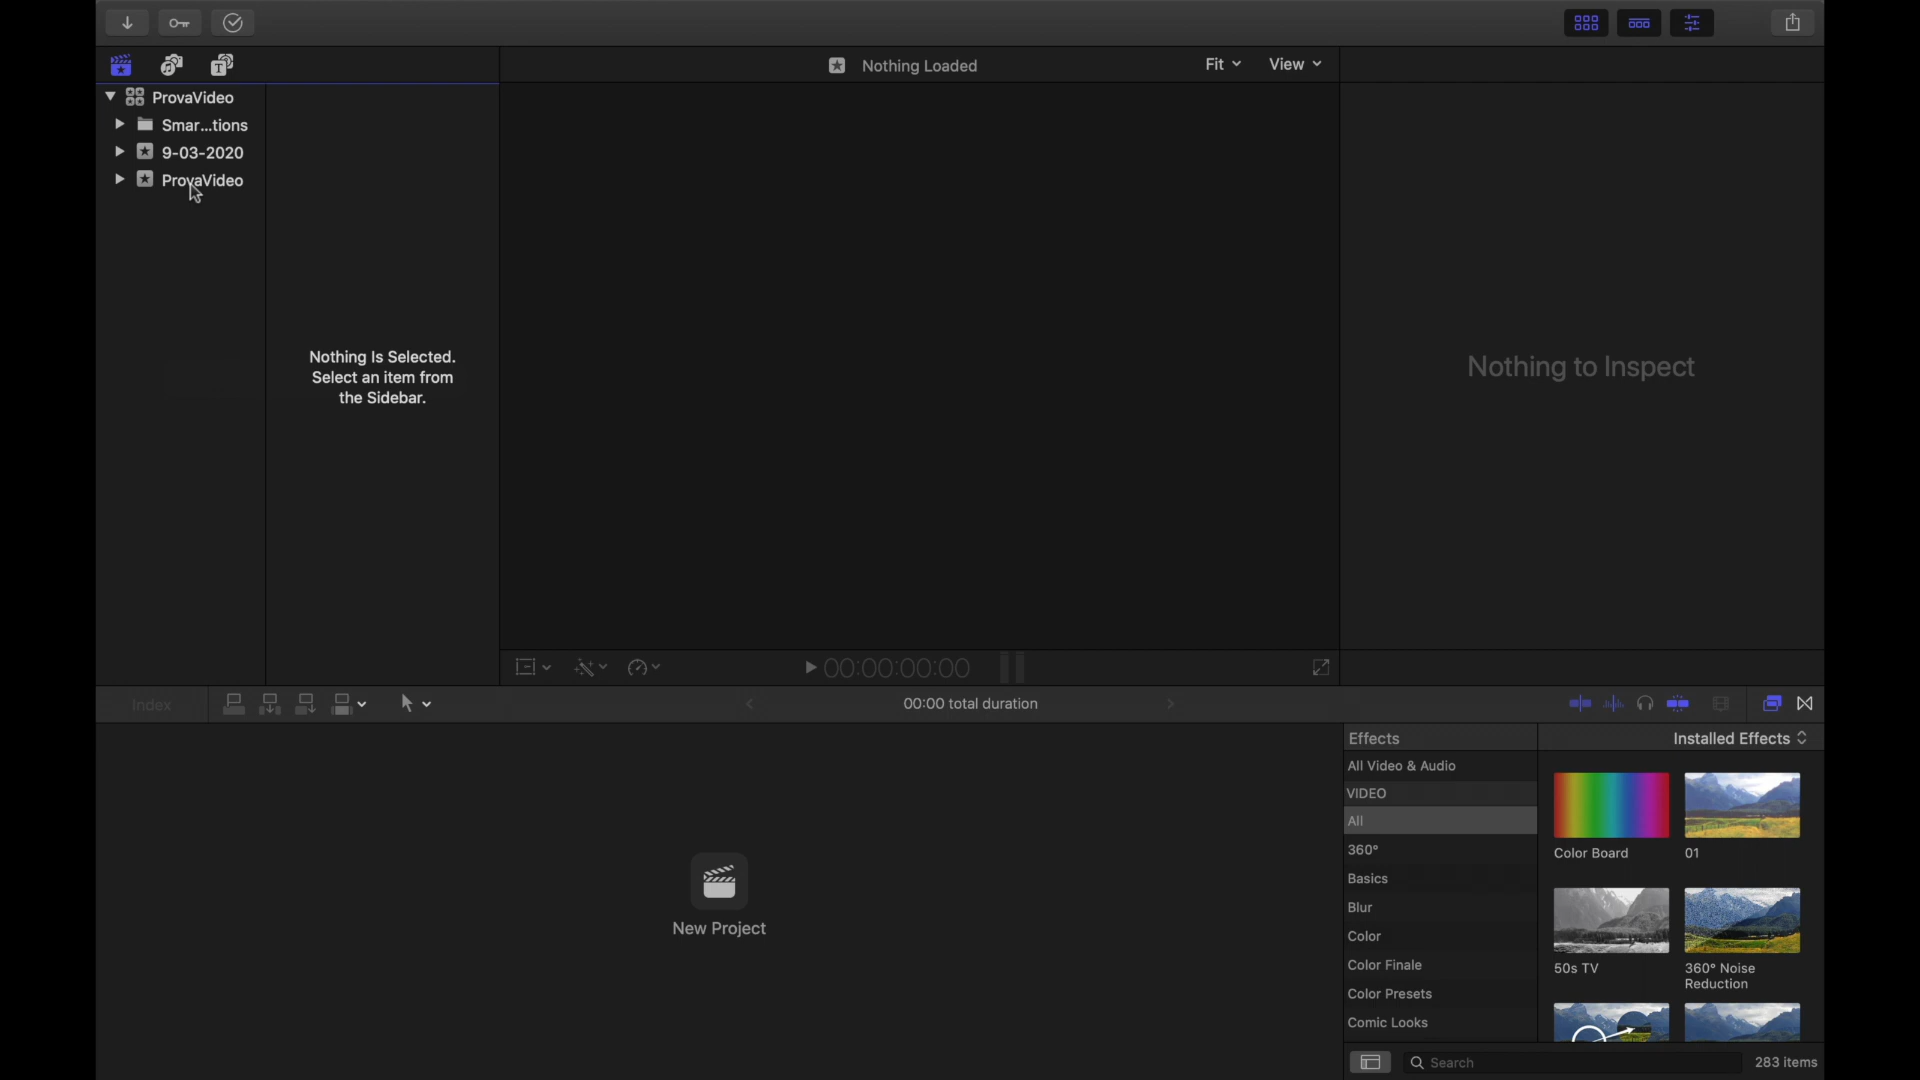 Nothing Loaded
Fit
View
ProvaVideo
Smar...tions
9-03-2020
ProvaVideo
Nothing Is Selected.
Select an item from
the Sidebar.
Nothing to Inspect
00:00:00:00
Index
00:00 total duration
Effects
Installed Effects
All Video & Audio
VIDEO
All
360°
Basics
Blur
Color
Color Finale
Color Presets
Comic Looks
Color Board
01
50s TV
360° Noise
Reduction
New Project
Search
283 items